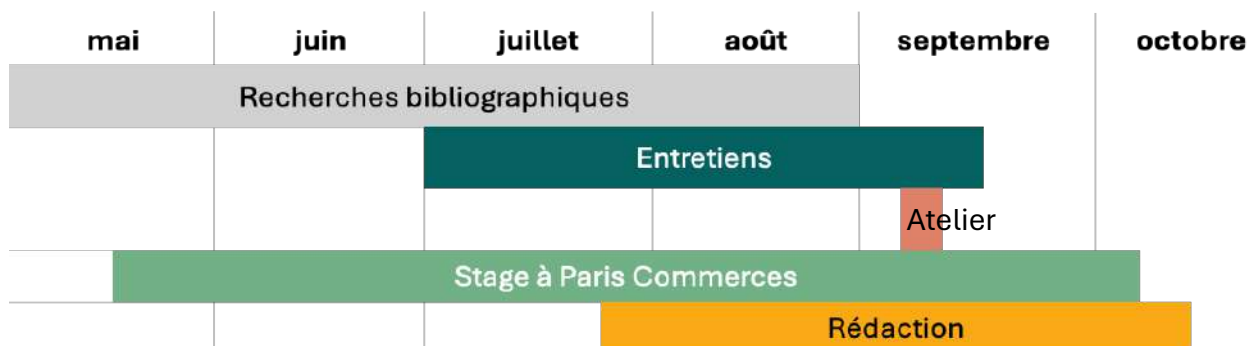 mai juin juillet août septembre octobre
Recherches bibliographiques
Entretiens
Atelier
Stage à Paris Commerces
Rédaction